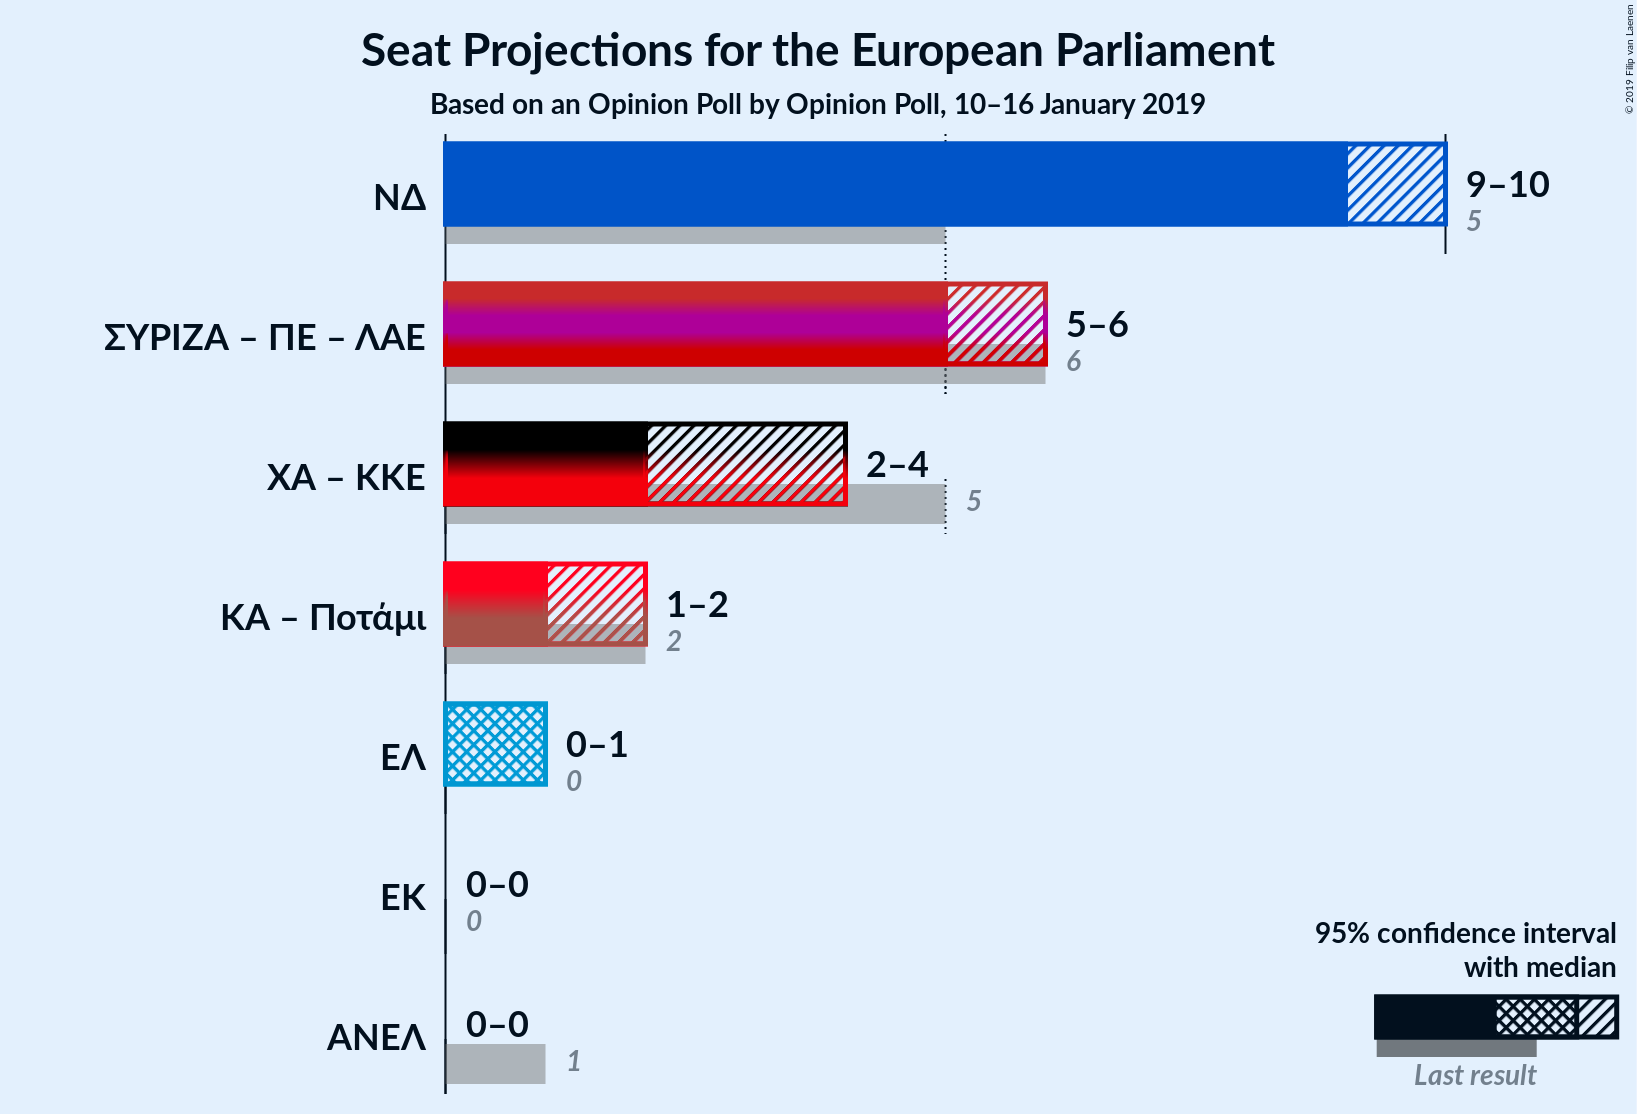 Seat Projections for the European Parliament
Based on an Opinion Poll by Opinion Poll, 10–16 January 2019
© 2019 Filip van Laenen
ΝΔ
9–10
5
ΣΥΡΙΖΑ – ΠΕ – ΛΑΕ
5–6
6
ΧΑ – ΚΚΕ
2–4
5
ΚΑ – Ποτάμι
1–2
2
ΕΛ
0–1
0
ΕΚ
0–0
0
ΑΝΕΛ
0–0
1
95% confidence interval
with median
Last result